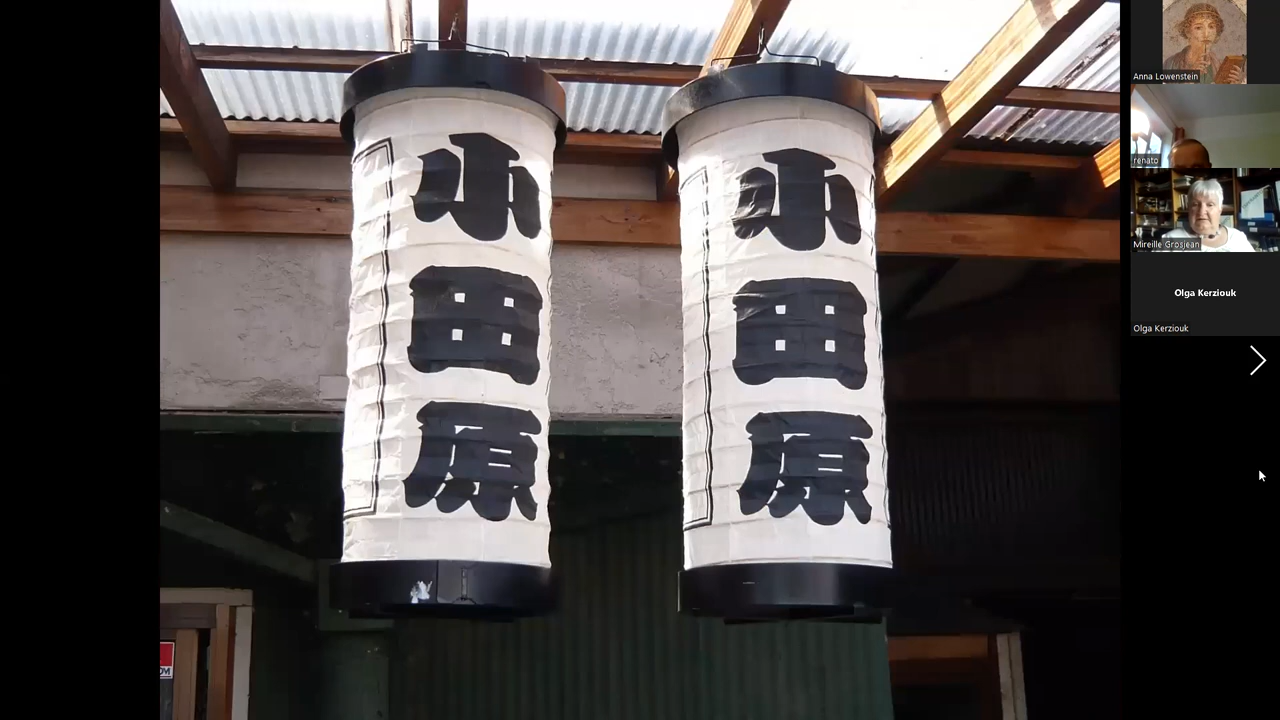 小田原
小田原
Anna Lowenstein
renato
Mireille Grosjean
Olga Kerziouk
Olga Kerziouk